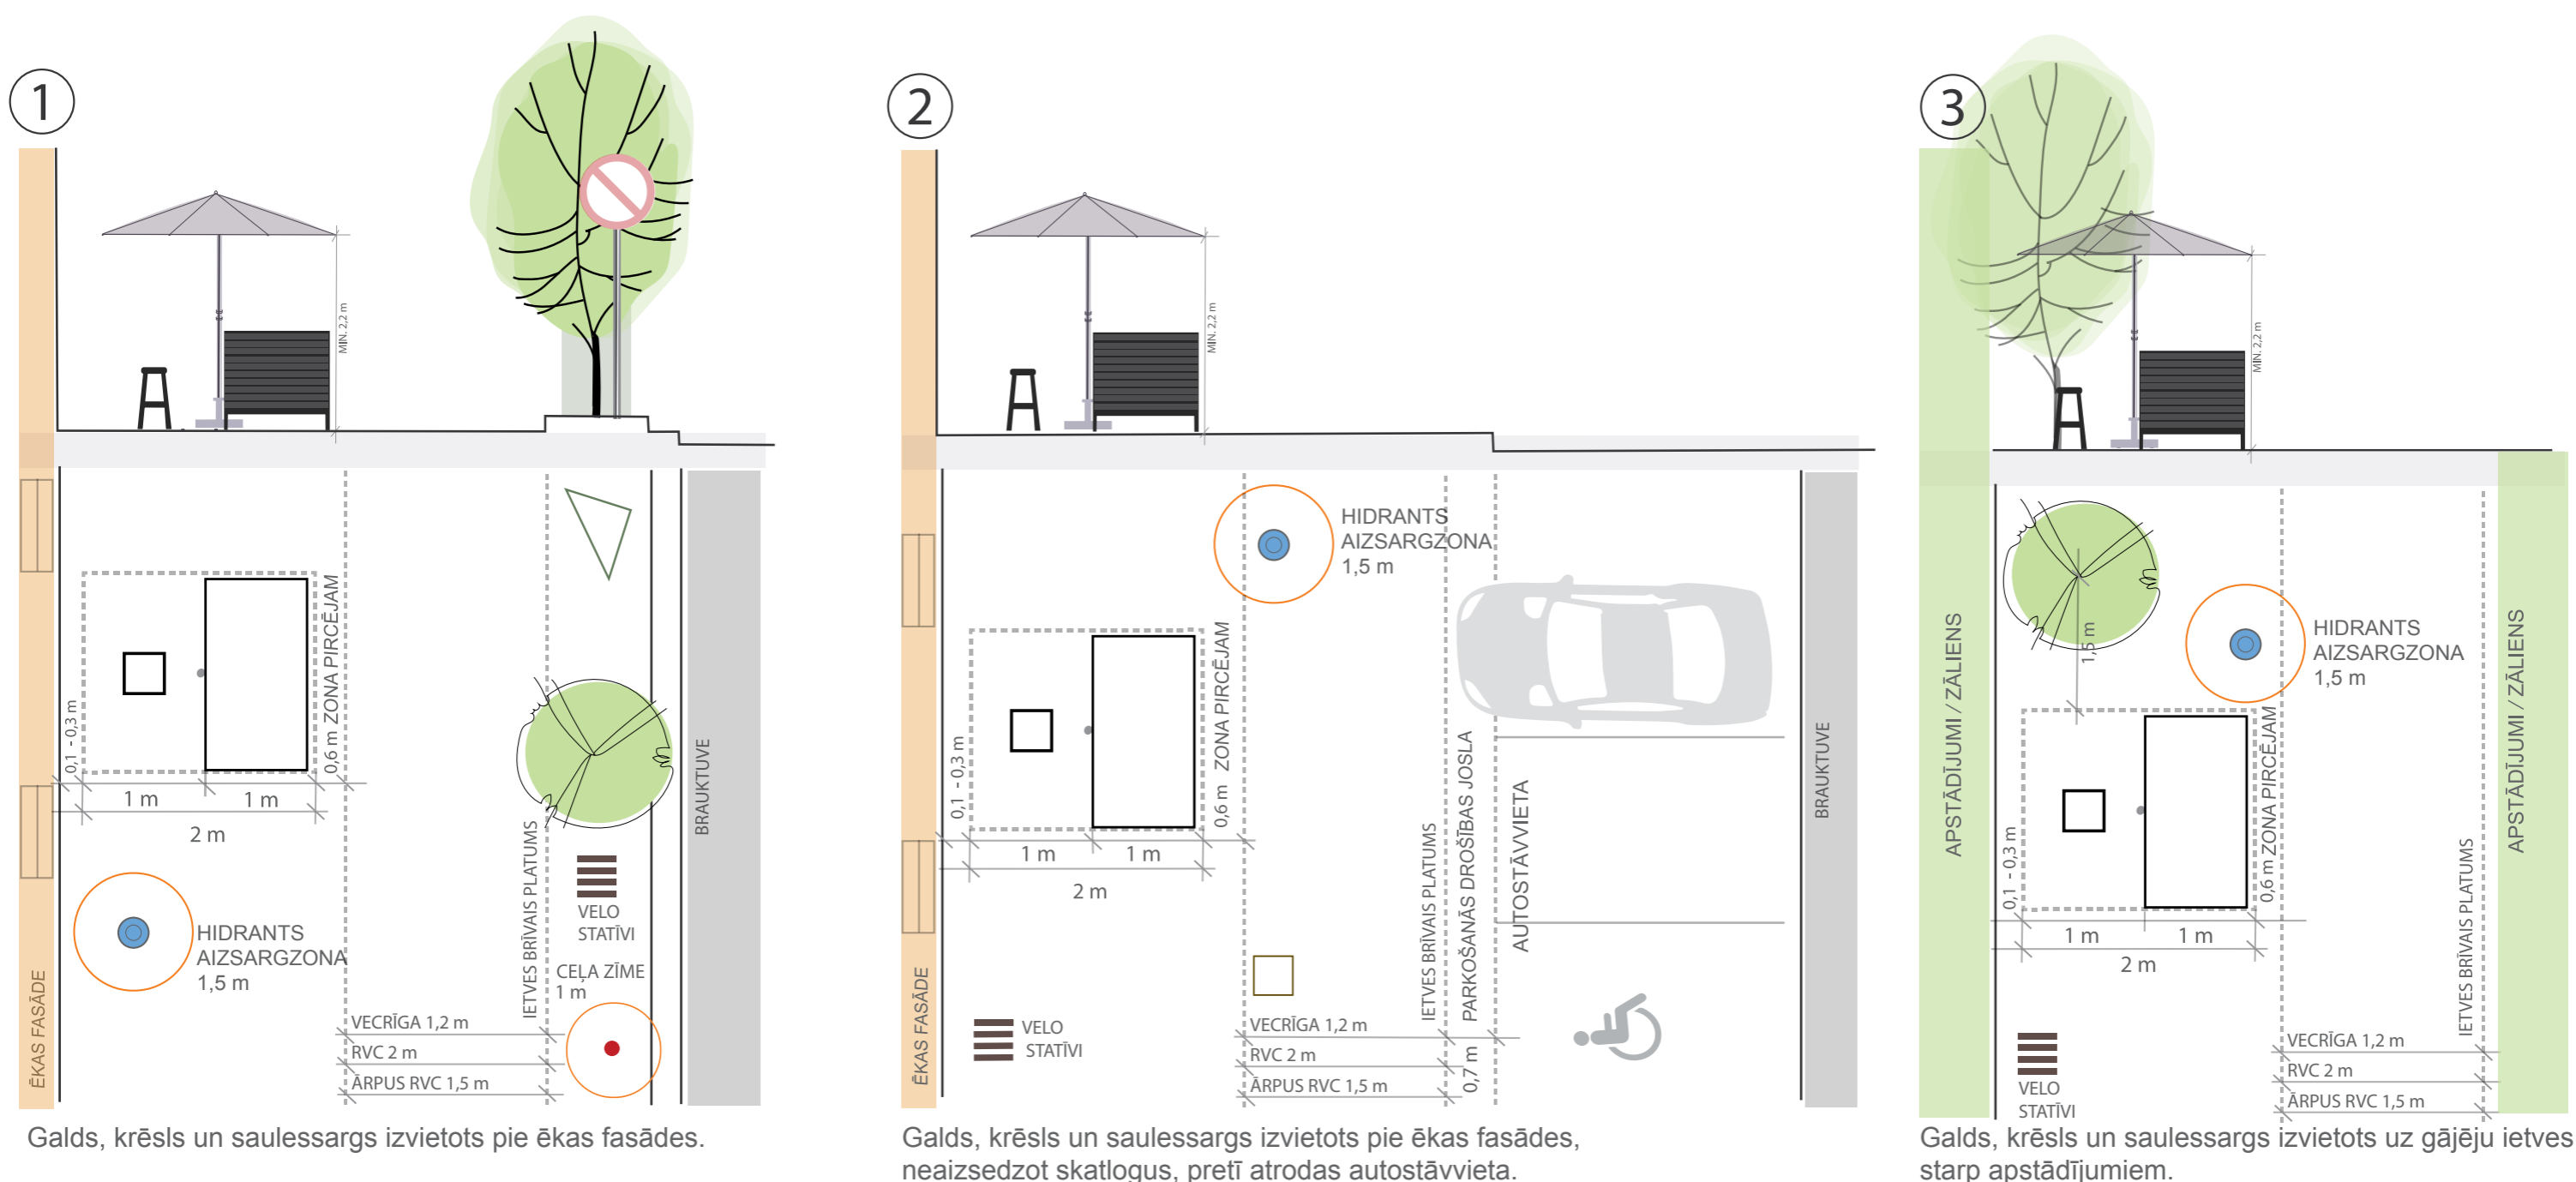 1
MIN. 2,2 m
0,1 - 0,3 m
0,6 m ZONA PIRCĒJAM
1 m
1 m
2 m
HIDRANTS
AIZSARGZONA
1,5 m
ĒKAS FASĀDE
IETVES BRĪVAIS PLATUMS
VELO
STATĪVI
CEĻA ZĪME
1 m
BRAUKTUVE
VECRĪGA 1,2 m
RVC 2 m
ĀRPUS RVC 1,5 m
Galds, krēsls un saulessargs izvietots pie ēkas fasādes.
2
MIN. 2,2 m
HIDRANTS
AIZSARGZONA
1,5 m
0,1 - 0,3 m
0,6 m ZONA PIRCĒJAM
1 m
1 m
2 m
ĒKAS FASĀDE
IETVES BRĪVAIS PLATUMS
0,7 m PARKOŠANĀS DROŠĪBAS JOSLA
AUTOSTĀVVIETA
BRAUKTUVE
VELO
STATĪVI
VECRĪGA 1,2 m
RVC 2 m
ĀRPUS RVC 1,5 m
Galds, krēsls un saulessargs izvietots pie ēkas fasādes,
neaizsedzot skatlogus, pretī atrodas autostāvvieta.
3
MIN. 2,2 m
1,5 m
HIDRANTS
AIZSARGZONA
1,5 m
APSTĀDĪJUMI / ZĀLIENS
APSTĀDĪJUMI / ZĀLIENS
0,1 - 0,3 m
0,6 m ZONA PIRCĒJAM
1 m
1 m
2 m
IETVES BRĪVAIS PLATUMS
VELO
STATĪVI
VECRĪGA 1,2 m
RVC 2 m
ĀRPUS RVC 1,5 m
Galds, krēsls un saulessargs izvietots uz gājēju ietves
starp apstādījumiem.